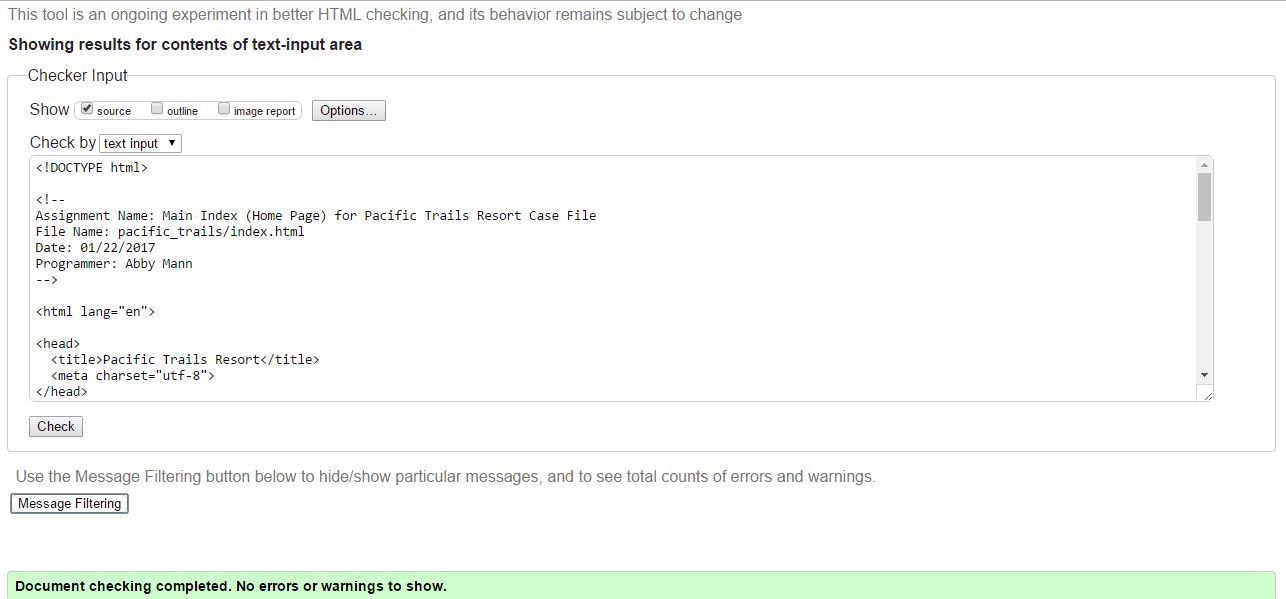 This tool is an ongoing experiment in better HTML checking, and its behavior remains subject to change
Showing results for contents of text-input area
Checker Input
Show source outline image report Options...
Check by text input
<!DOCTYPE html>
<!--
Assignment Name: Main Index (Home Page) for Pacific Trails Resort Case File
File Name: pacific_trails/index.html
Date: 01/22/2017
Programmer: Abby Mann
-->
<html lang="en">
<head>
<title>Pacific Trails Resort</title>
<meta charset="utf-8">
</head>
Check
Use the Message Filtering button below to hide/show particular messages, and to see total counts of errors and warnings.
Message Filtering
Document checking completed. No errors or warnings to show.